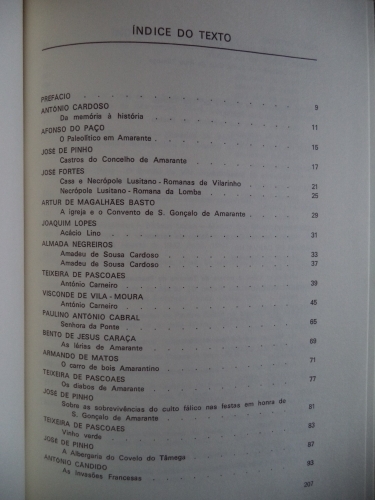 ÍNDICE DO TEXTO
PREFÁCIO . . . 9
ANTÓNIO CARDOSO
Da memória à história . . . 11
AFONSO DO PAÇO
O Paleolítico em Amarante . . . 15
JOSÉ DE PINHO
Castros do Concelho de Amarante . . . 17
JOSÉ FORTES
Casa e Necrópole Lusitano - Romanas de Vilarinho . . . 21
Necrópole Lusitano - Romana da Lomba . . . 25
ARTUR DE MAGALHÃES BASTO
A igreja e o Convento de S. Gonçalo de Amarante . . . 29
JOAQUIM LOPES
Acácio Lino . . . 31
ALMADA NEGREIROS
Amadeu de Sousa Cardoso . . . 33
Amadeu de Sousa Cardoso . . . 37
TEIXEIRA DE PASCOAES
António Carneiro . . . 39
VISCONDE DE VILA - MOURA
António Carneiro . . . 45
PAULINO ANTÓNIO CABRAL
Senhora da Ponte . . . 65
BENTO DE JESUS CARAÇA
As léries de Amarante . . . 69
ARMANDO DE MATOS
O carro de bois Amarantino . . . 71
TEIXEIRA DE PASCOAES
Os diabos de Amarante . . . 77
JOSÉ DE PINHO
Sobre as sobrevivências do culto fálico nas festas em honra de
S. Gonçalo de Amarante . . . 81
TEIXEIRA DE PASCOAES
Vinho verde . . . 83
JOSÉ DE PINHO
A Albergaria do Covelo do Tâmega . . . 87
ANTÓNIO CANDIDO
As Invasões Francesas . . . 93
397